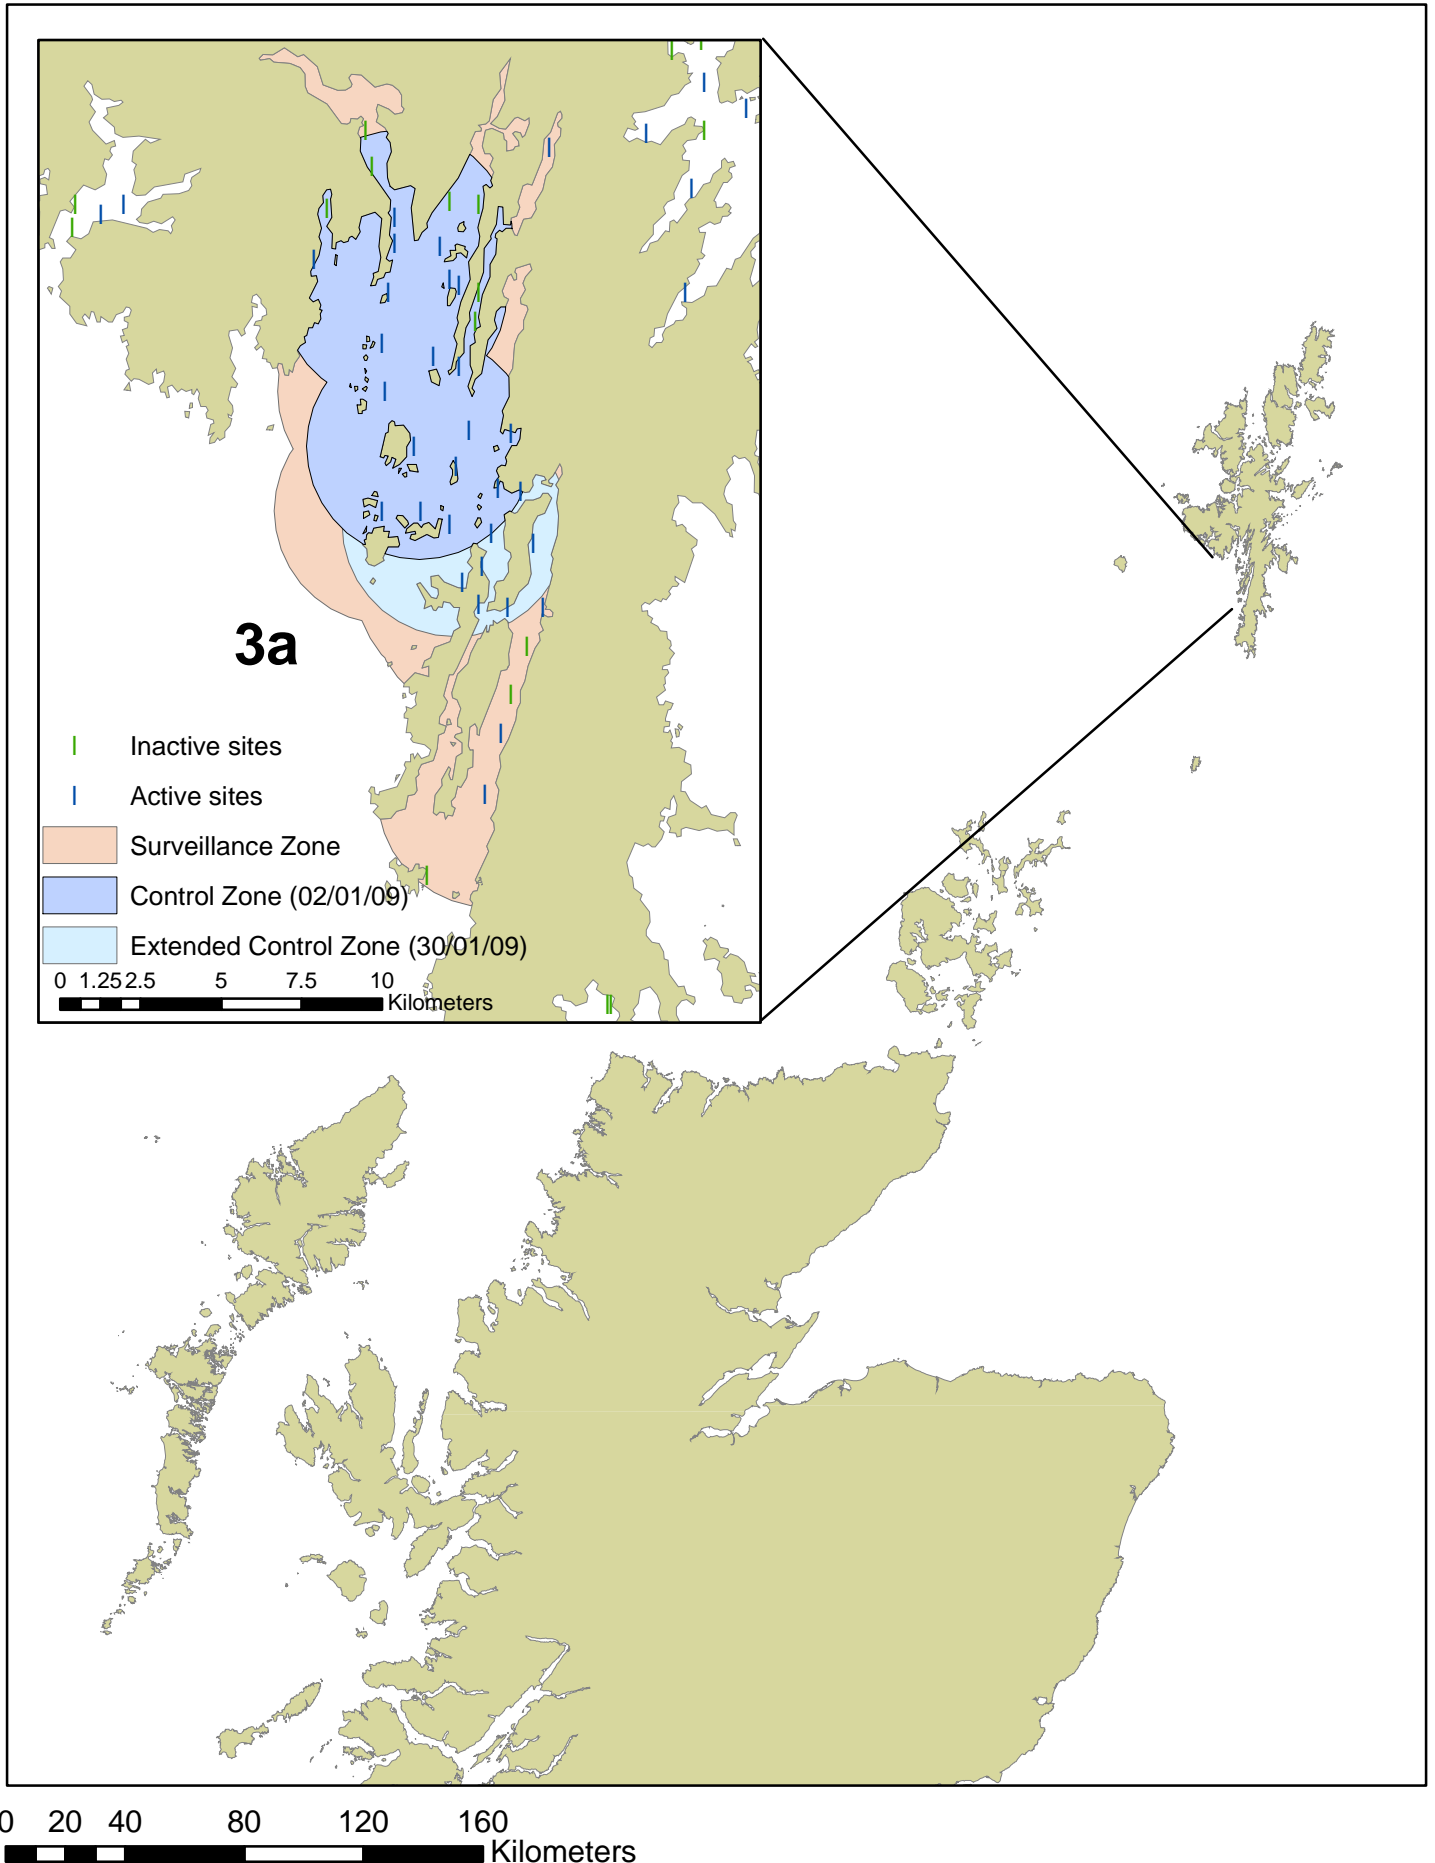 3a
Inactive sites
Active sites
Surveillance Zone
Control Zone (02/01/09)
Extended Control Zone (30/01/09)
0 1.25 2.5 5 7.5 10
Kilometers
0 20 40 80 120 160
Kilometers